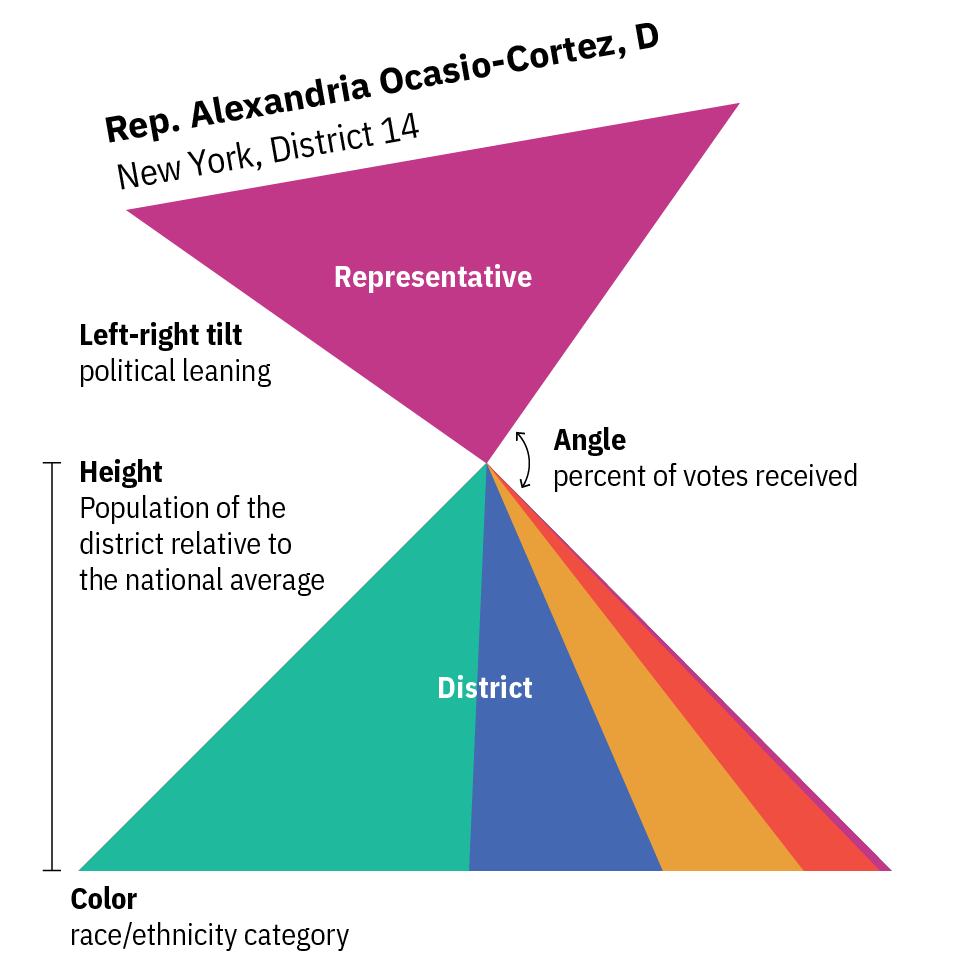 Rep. Alexandria Ocasio-Cortez, D
New York, District 14
Representative
Left-right tilt
political leaning
Angle
percent of votes received
Height
Population of the
district relative to
the national average
District
Color
race/ethnicity category